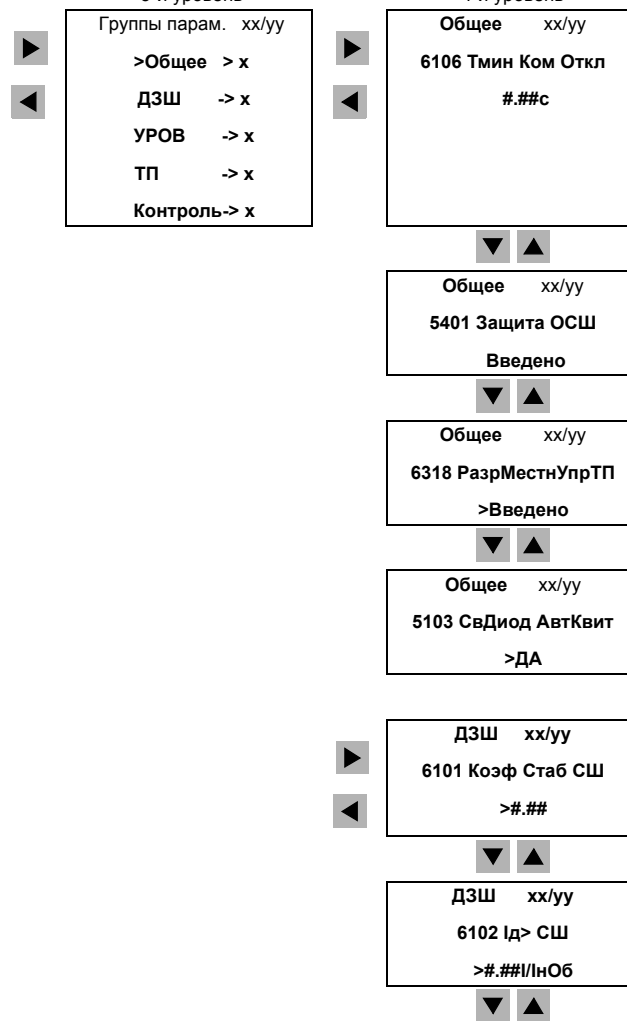 Группы парам. xx/yy
>Общее > x
ДЗШ -> x
УРОВ -> x
ТП -> x
Контроль-> x
Общее xx/yy
6106 Тмин Ком Откл
#.##с
Общее xx/yy
5401 Защита ОСШ
Введено
Общее xx/yy
6318 РазрМестнУпрТП
>Введено
Общее xx/yy
5103 СвДиод АвтКвит
>ДА
ДЗШ xx/yy
6101 Коэф Стаб СШ
>#.##
ДЗШ xx/yy
6102 Iд> СШ
>#.##I/IнОб